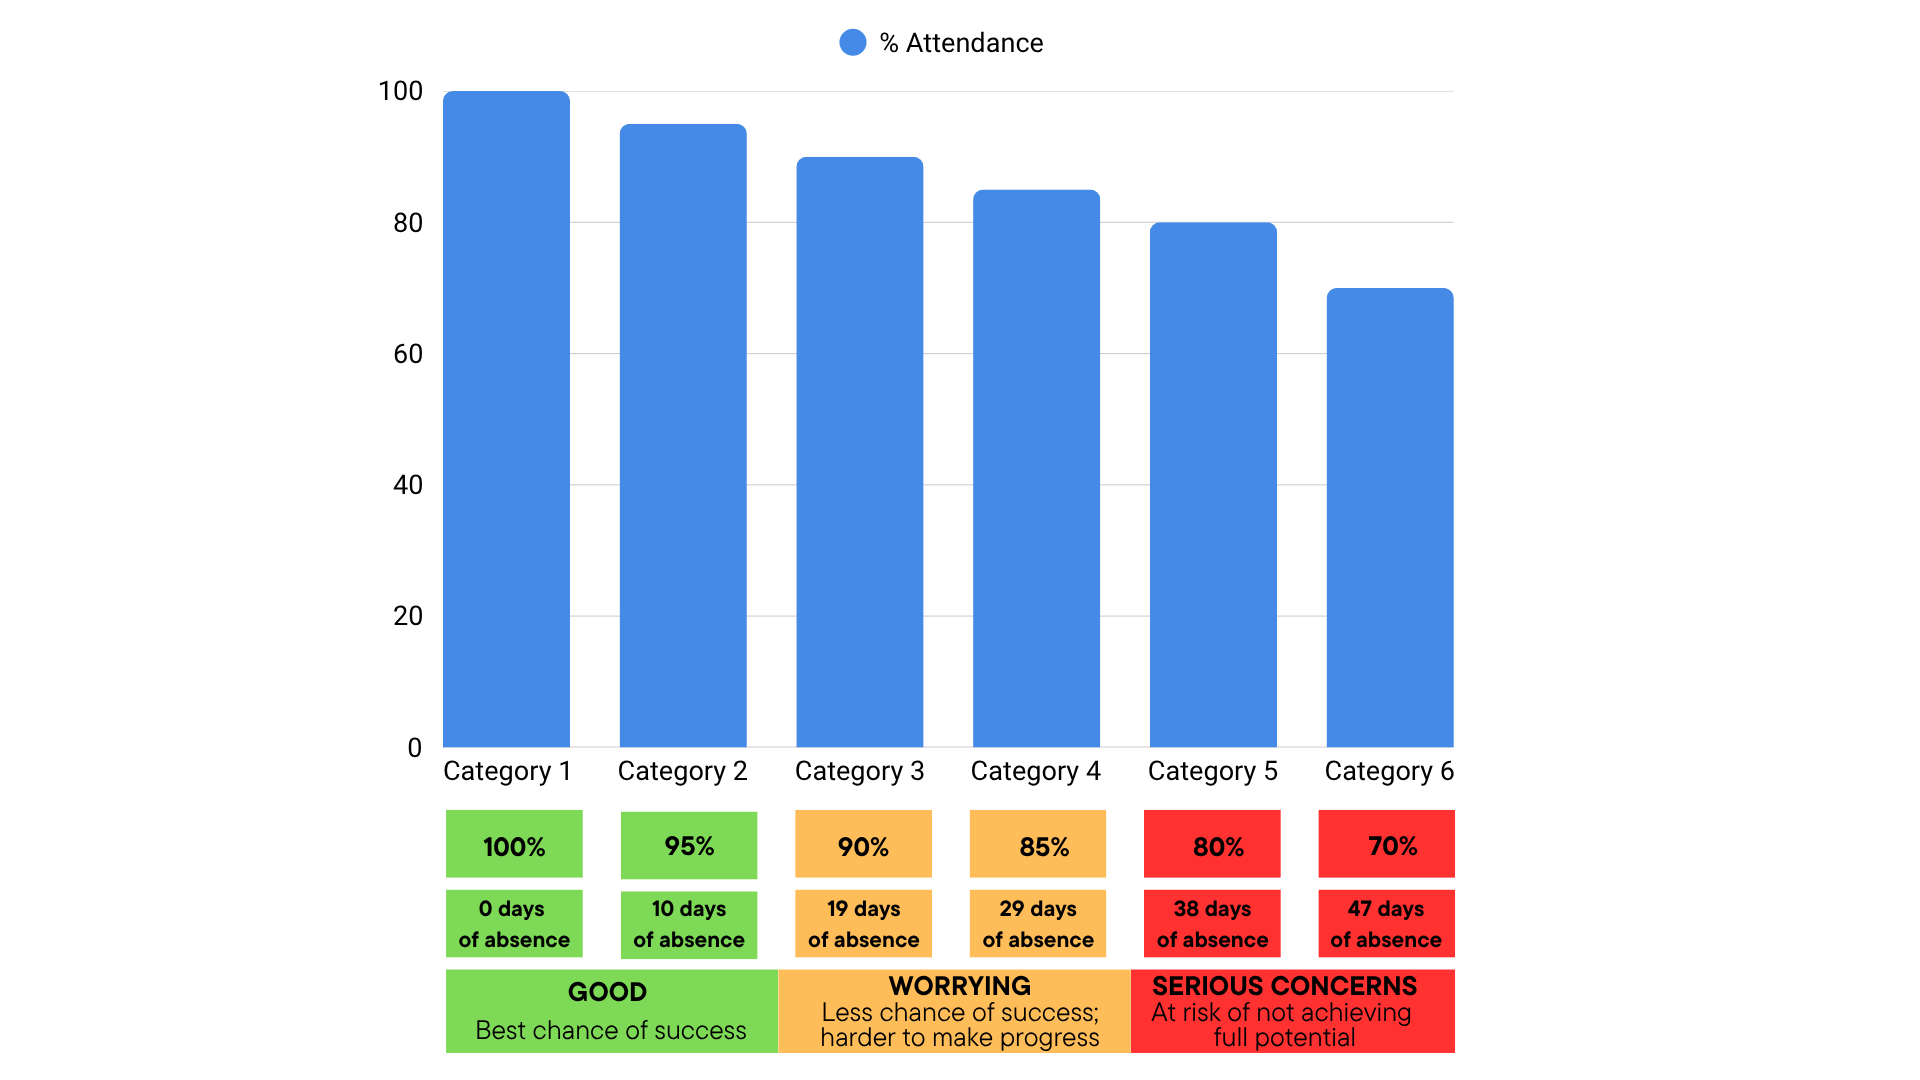 % Attendance
100
80
60
40
20
0
Category 1 Category 2 Category 3 Category 4 Category 5 Category 6
100% 95% 90% 85% 80% 70%
0 days
of absence
10 days
of absence
19 days
of absence
29 days
of absence
38 days
of absence
47 days
of absence
GOOD
Best chance of success
WORRYING
Less chance of success;
harder to make progress
SERIOUS CONCERNS
At risk of not achieving
full potential